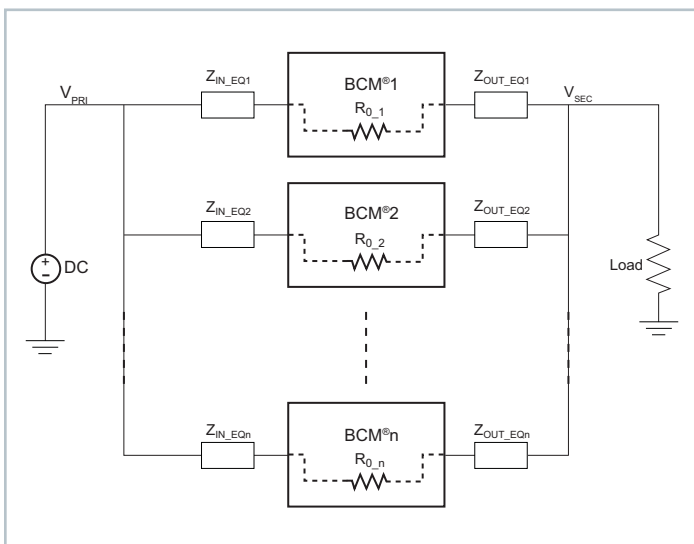 Z_IN_EQ1
BCM®1
Z_OUT_EQ1
V_PRI
R_0_1
V_SEC
Z_IN_EQ2
BCM®2
Z_OUT_EQ2
R_0_2
+
DC
–
Load
Z_IN_EQn
BCM®n
Z_OUT_EQn
R_0_n